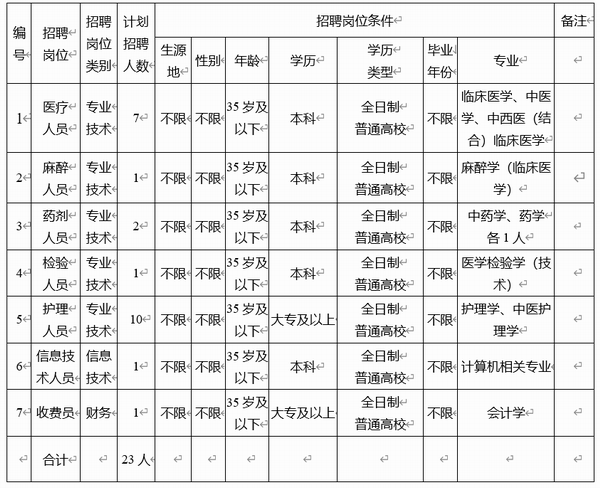 编号 招聘岗位 招聘岗位类别 计划招聘人数 招聘岗位条件 备注
生源地 性别 年龄 学历 学历类型 毕业年份 专业
1 医疗人员 专业技术 7 不限 不限 35岁及以下 本科 全日制普通高校 不限 临床医学、中医学、中西医（结合）临床医学
2 麻醉人员 专业技术 1 不限 不限 35岁及以下 本科 全日制普通高校 不限 麻醉学（临床医学）
3 药剂人员 专业技术 2 不限 不限 35岁及以下 本科 全日制普通高校 不限 中药学、药学各1人
4 检验人员 专业技术 1 不限 不限 35岁及以下 本科 全日制普通高校 不限 医学检验学（技术）
5 护理人员 专业技术 10 不限 不限 35岁及以下 大专及以上 全日制普通高校 不限 护理学、中医护理学
6 信息技术人员 信息技术 1 不限 不限 35岁及以下 本科 全日制普通高校 不限 计算机相关专业
7 收费员 财务 1 不限 不限 35岁及以下 大专及以上 全日制普通高校 不限 会计学
合计 23人